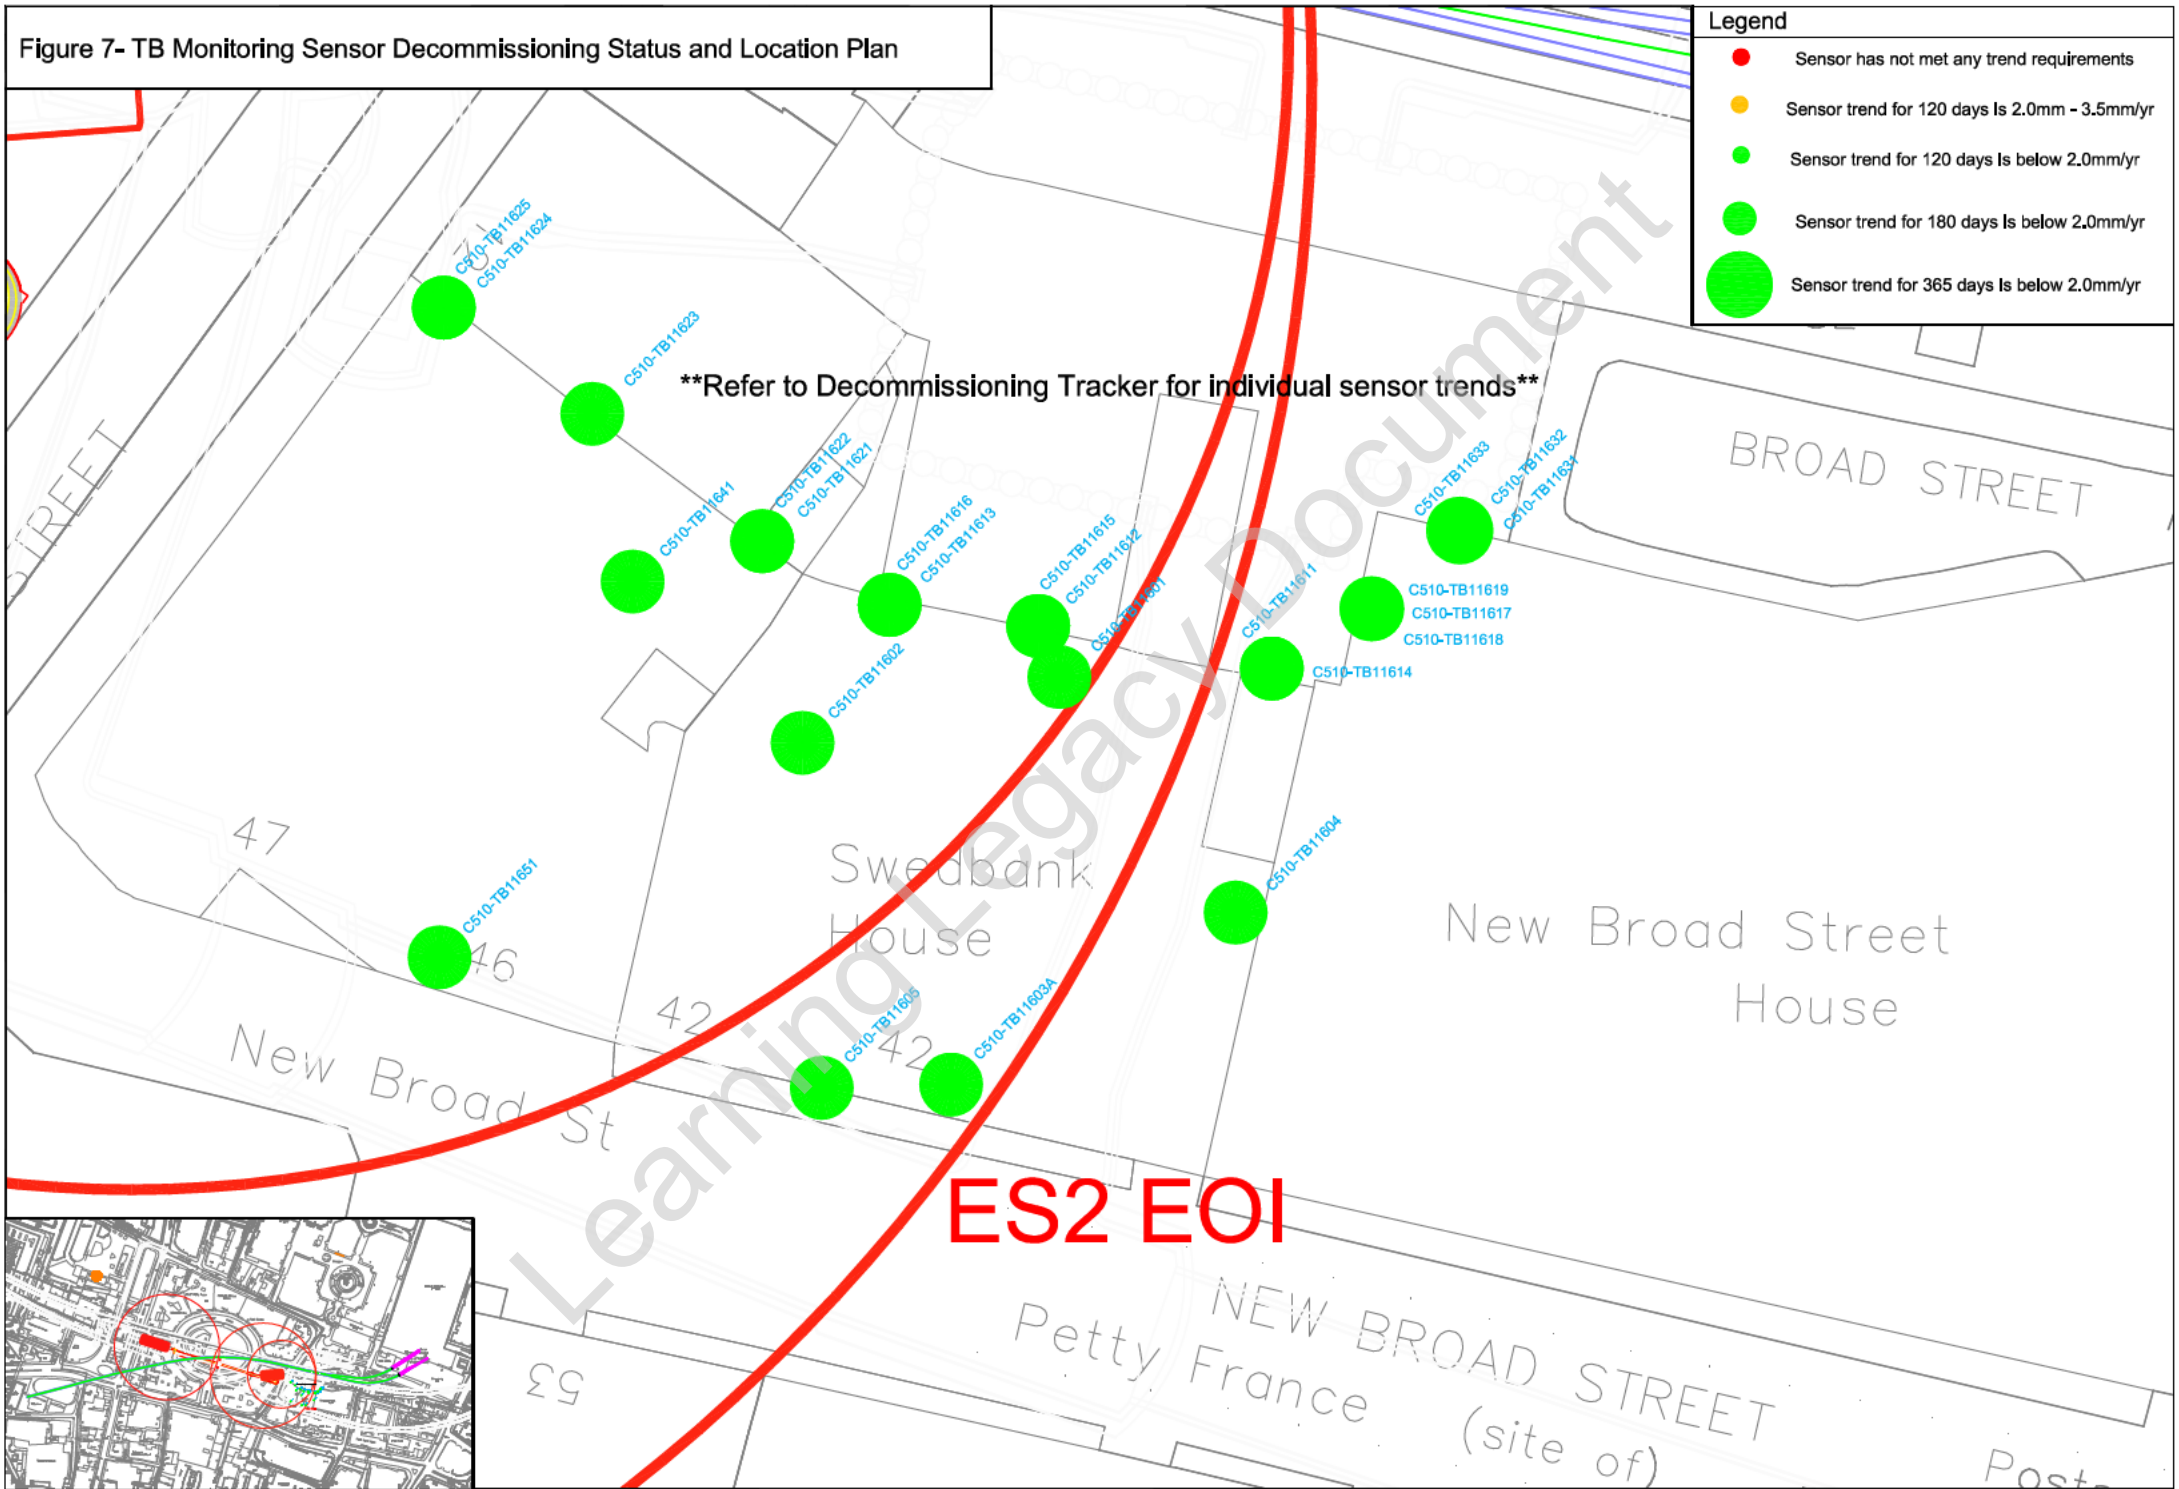 Figure 7- TB Monitoring Sensor Decommissioning Status and Location Plan
Legend
Sensor has not met any trend requirements
Sensor trend for 120 days Is 2.0mm - 3.5mm/yr
Sensor trend for 120 days Is below 2.0mm/yr
Sensor trend for 180 days Is below 2.0mm/yr
Sensor trend for 365 days Is below 2.0mm/yr
C510-TB11625
C510-TB11624
C510-TB11623
**Refer to Decommissioning Tracker for individual sensor trends**
C510-TB11622
C510-TB11621
C510-TB11641
C510-TB11616
C510-TB11613
C510-TB11615
C510-TB11612
C510-TB11601
C510-TB11602
C510-TB11611
C510-TB11614
C510-TB11633
C510-TB11632
C510-TB11631
C510-TB11619
C510-TB11617
C510-TB11618
BROAD STREET
STREET
47
C510-TB11651
46
Swedbank
House
C510-TB11604
New Broad Street
House
42
C510-TB11605
42
C510-TB11603A
New Broad St
ES2 EOI
NEW BROAD STREET
Petty France
(site of)
53
Learning Legacy Document